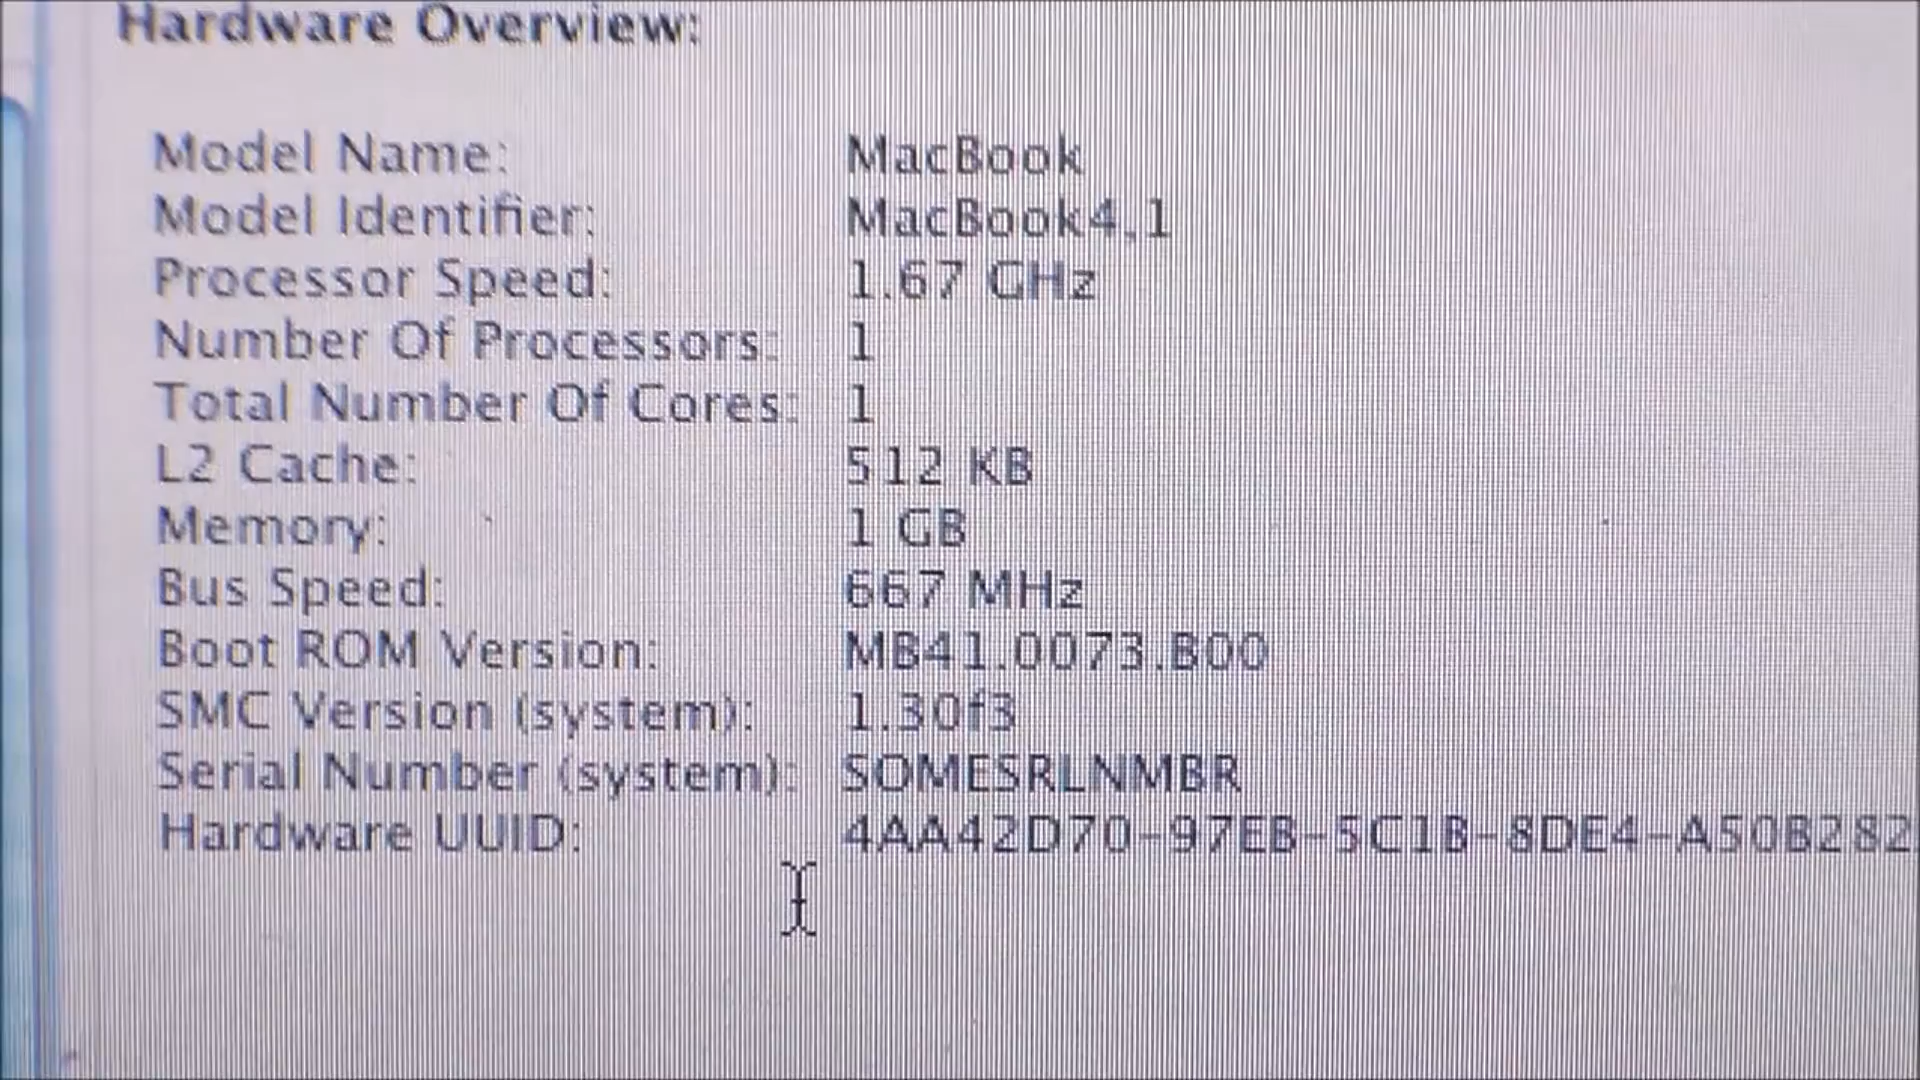 Hardware Overview:
Model Name: MacBook
Model Identifier: MacBook4,1
Processor Speed: 1.67 GHz
Number Of Processors: 1
Total Number Of Cores: 1
L2 Cache: 512 KB
Memory: 1 GB
Bus Speed: 667 MHz
Boot ROM Version: MB41.0073.B00
SMC Version (system): 1.30f3
Serial Number (system): SOMESRLNMBR
Hardware UUID: 4AA42D70-97EB-5C1B-8DE4-A50B282